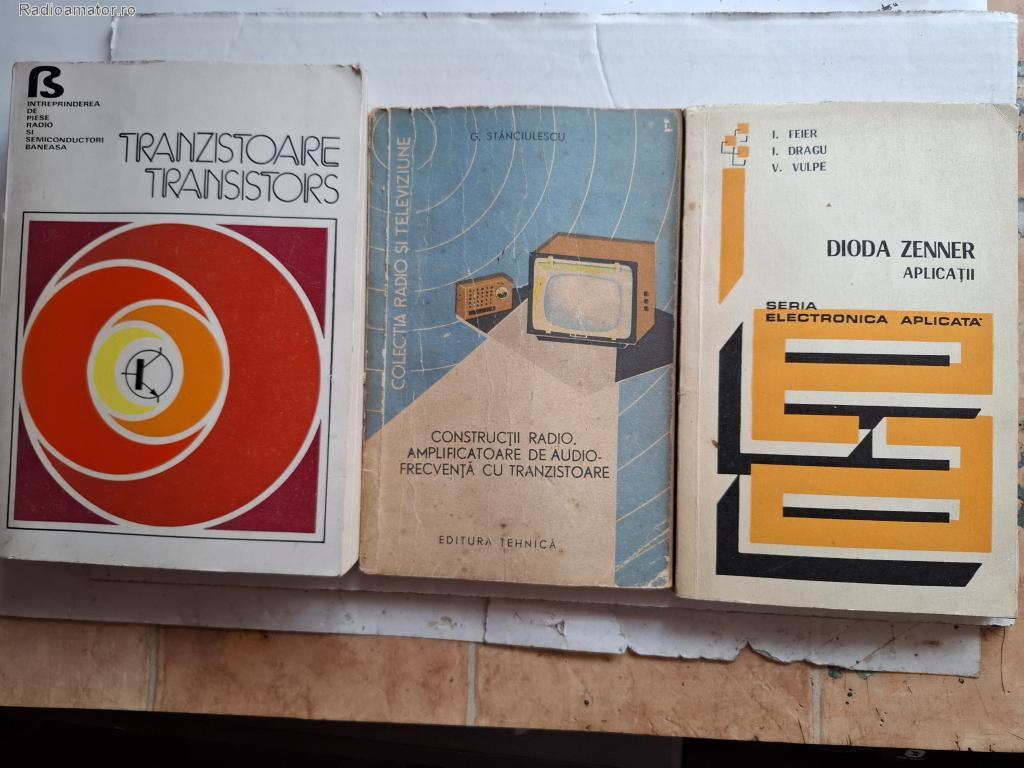 Radioamator.ro
INTREPRINDEREA
DE
PIESE
RADIO
SI
SEMICONDUCTORI
BANEASA
TRANZISTOARE
TRANSISTORS
COLECȚIA RADIO ȘI TELEVIZIUNE
G. STĂNCIULESCU
CONSTRUCȚII RADIO.
AMPLIFICATOARE DE AUDIO-
FRECVENȚĂ CU TRANZISTOARE
EDITURA TEHNICĂ
I. FEIER
I. DRAGU
V. VULPE
DIODA ZENNER
APLICAȚII
SERIA
ELECTRONICA APLICATĂ